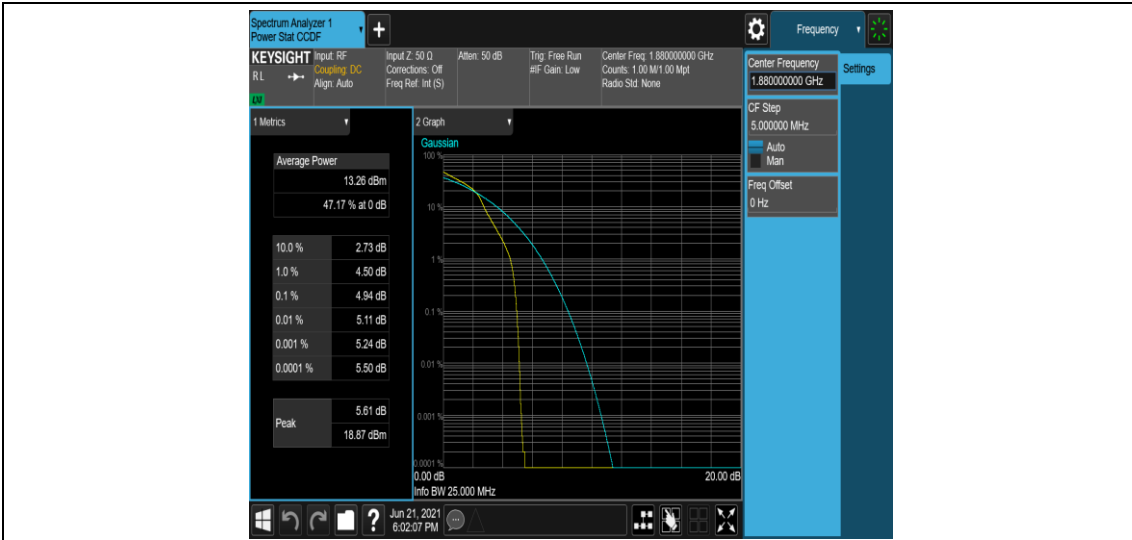 Spectrum Analyzer 1
Power Stat CCDF
+
Frequency
KEYSIGHT
RL
LXI
Input: RF
Coupling: DC
Align: Auto
Input Z: 50 Ω
Corrections: Off
Freq Ref: Int (S)
Atten: 50 dB
Trig: Free Run
#IF Gain: Low
Center Freq: 1.880000000 GHz
Counts: 1.00 M/1.00 Mpt
Radio Std: None
Center Frequency
1.880000000 GHz
Settings
CF Step
5.000000 MHz
Auto
Man
Freq Offset
0 Hz
1 Metrics
Average Power
13.26 dBm
47.17 % at 0 dB
10.0 % 2.73 dB
1.0 % 4.50 dB
0.1 % 4.94 dB
0.01 % 5.11 dB
0.001 % 5.24 dB
0.0001 % 5.50 dB
Peak
5.61 dB
18.87 dBm
2 Graph
Gaussian
100 %
10 %
1 %
0.1 %
0.01 %
0.001 %
0.0001 %
0.00 dB 20.00 dB
Info BW 25.000 MHz
?
Jun 21, 2021
6:02:07 PM